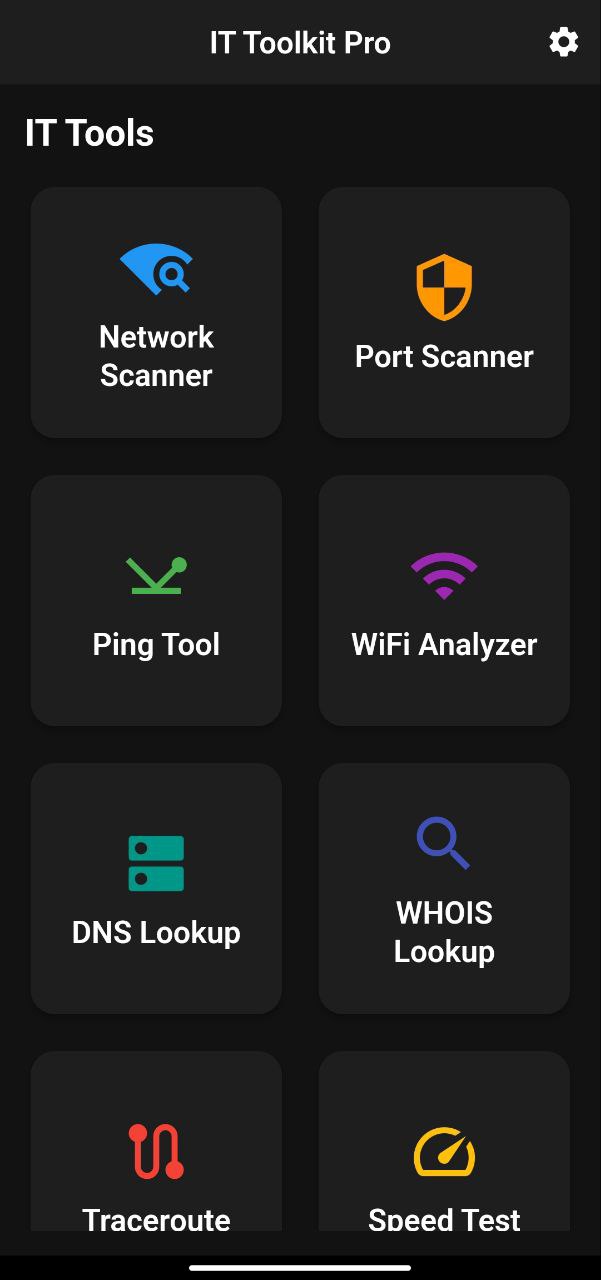 IT Toolkit Pro
IT Tools
Network
Scanner
Port Scanner
Ping Tool
WiFi Analyzer
DNS Lookup
WHOIS
Lookup
Traceroute
Speed Test